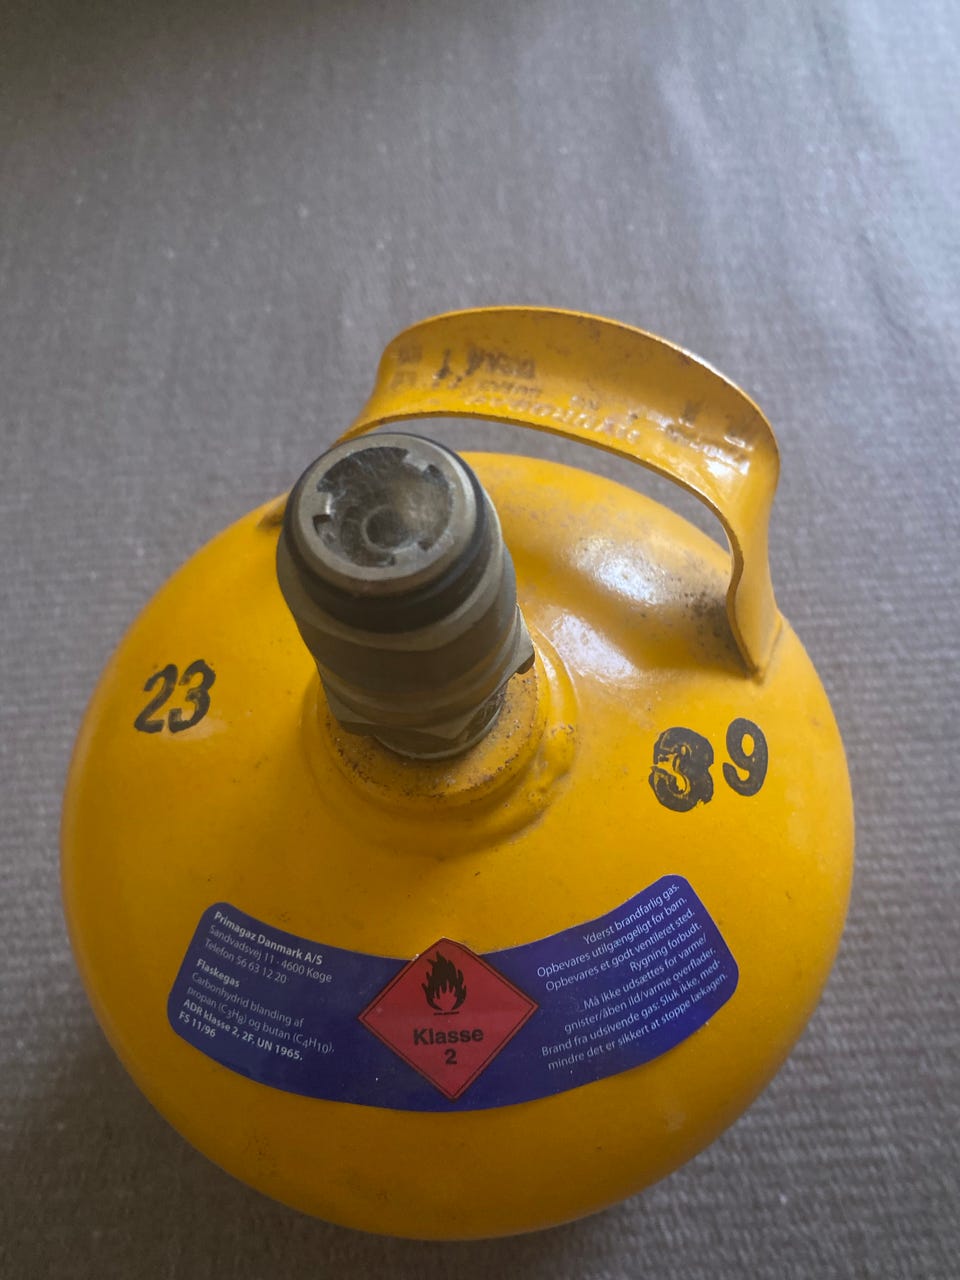 23
9
Primagaz Danmark A/S
Sandvadsvej 11 · 4600 Køge
Telefon 56 63 12 20
Flaskegas
Carbonhydrid blanding af
propan (C₃H₈) og butan (C₄H₁₀),
ADR klasse 2, 2F, UN 1965.
FS 11/96
Klasse
2
Yderst brandfarlig gas.
Opbevares utilgængeligt for børn.
Opbevares et godt ventileret sted.
Rygning forbudt.
Må ikke udsættes for varme/
gnister/åben ild/varme overflader.
Brand fra udsivende gas: Sluk ikke, med-
mindre det er sikkert at stoppe lækagen.